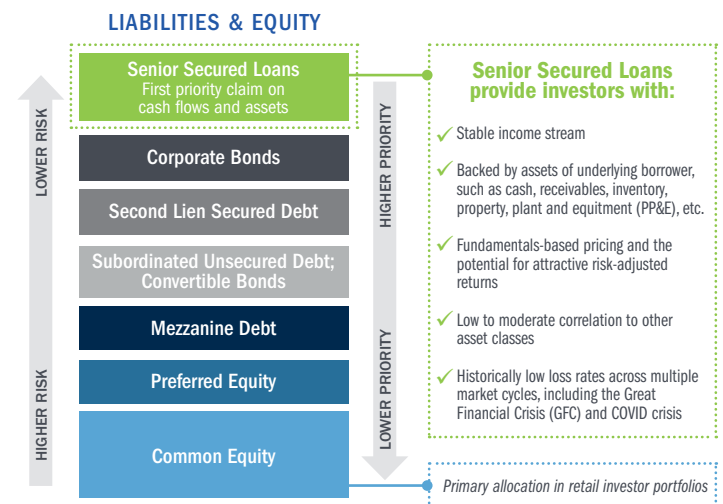 LIABILITIES & EQUITY
Senior Secured Loans
First priority claim on
cash flows and assets
Corporate Bonds
Second Lien Secured Debt
Subordinated Unsecured Debt;
Convertible Bonds
Mezzanine Debt
Preferred Equity
Common Equity
LOWER RISK
HIGHER RISK
HIGHER PRIORITY
LOWER PRIORITY
Senior Secured Loans
provide investors with:
Stable income stream
Backed by assets of underlying borrower,
such as cash, receivables, inventory,
property, plant and equitment (PP&E), etc.
Fundamentals-based pricing and the
potential for attractive risk-adjusted
returns
Low to moderate correlation to other
asset classes
Historically low loss rates across multiple
market cycles, including the Great
Financial Crisis (GFC) and COVID crisis
Primary allocation in retail investor portfolios